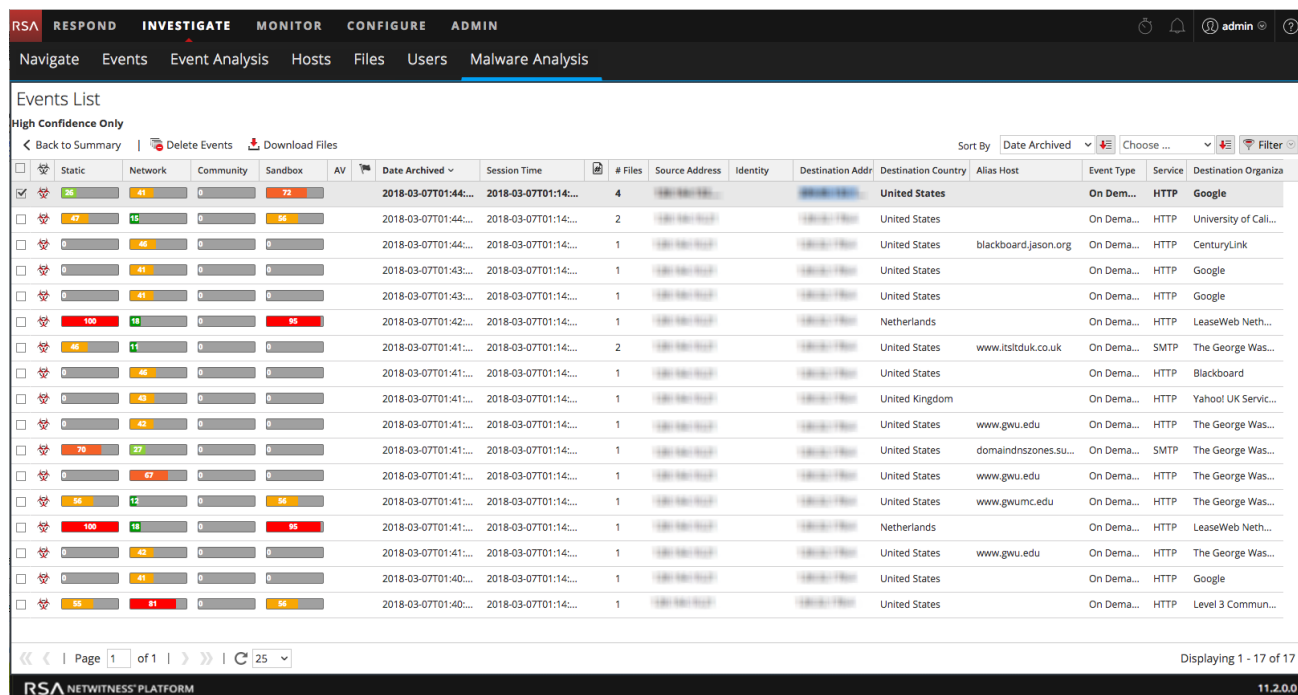 RSA RESPOND INVESTIGATE MONITOR CONFIGURE ADMIN admin ?
Navigate Events Event Analysis Hosts Files Users Malware Analysis
Events List
High Confidence Only
Back to Summary | Delete Events Download Files Sort By Date Archived Choose ... Filter
Static Network Community Sandbox AV Date Archived Session Time # # Files Source Address Identity Destination Addr Destination Country Alias Host Event Type Service Destination Organiza
26 41 72 2018-03-07T01:44:... 2018-03-07T01:14:... 4 United States On Dem... HTTP Google
47 15 0 56 2018-03-07T01:44:... 2018-03-07T01:14:... 2 United States On Dema... HTTP University of Cali...
0 46 0 0 2018-03-07T01:44:... 2018-03-07T01:14:... 1 United States blackboard.jason.org On Dema... HTTP CenturyLink
0 41 0 0 2018-03-07T01:43:... 2018-03-07T01:14:... 1 United States On Dema... HTTP Google
0 41 0 0 2018-03-07T01:43:... 2018-03-07T01:14:... 1 United States On Dema... HTTP Google
100 18 0 95 2018-03-07T01:42:... 2018-03-07T01:14:... 1 Netherlands On Dema... HTTP LeaseWeb Neth...
46 11 0 0 2018-03-07T01:41:... 2018-03-07T01:14:... 2 United States www.itsltduk.co.uk On Dema... SMTP The George Was...
0 46 0 0 2018-03-07T01:41:... 2018-03-07T01:14:... 1 United States On Dema... HTTP Blackboard
0 43 0 0 2018-03-07T01:41:... 2018-03-07T01:14:... 1 United Kingdom On Dema... HTTP Yahoo! UK Servic...
0 42 0 0 2018-03-07T01:41:... 2018-03-07T01:14:... 1 United States www.gwu.edu On Dema... HTTP The George Was...
70 27 0 0 2018-03-07T01:41:... 2018-03-07T01:14:... 1 United States domaindnszones.su... On Dema... SMTP The George Was...
0 67 0 0 2018-03-07T01:41:... 2018-03-07T01:14:... 1 United States On Dema... HTTP The George Was...
56 12 0 56 2018-03-07T01:41:... 2018-03-07T01:14:... 1 United States www.gwumc.edu On Dema... HTTP The George Was...
100 18 0 95 2018-03-07T01:41:... 2018-03-07T01:14:... 1 Netherlands On Dema... HTTP LeaseWeb Neth...
0 42 0 0 2018-03-07T01:41:... 2018-03-07T01:14:... 1 United States www.gwu.edu On Dema... HTTP The George Was...
0 41 0 0 2018-03-07T01:40:... 2018-03-07T01:14:... 1 United States On Dema... HTTP Google
55 81 0 56 2018-03-07T01:40:... 2018-03-07T01:14:... 1 United States On Dema... HTTP Level 3 Commun...
| Page 1 of 1 | | 25 Displaying 1 - 17 of 17
RSA NETWITNESS® PLATFORM 11.2.0.0